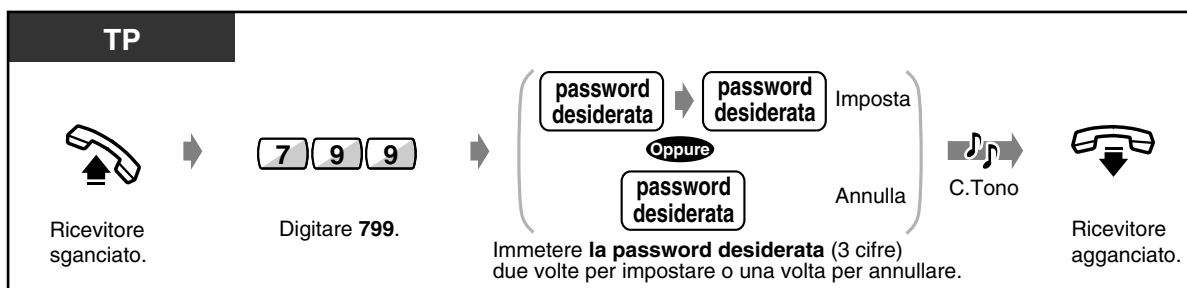 TP
Ricevitore
sganciato.
7 9 9
Digitare 799.
password
desiderata
password
desiderata
Imposta
Oppure
password
desiderata
Annulla
Immetere la password desiderata (3 cifre)
due volte per impostare o una volta per annullare.
C.Tono
Ricevitore
agganciato.